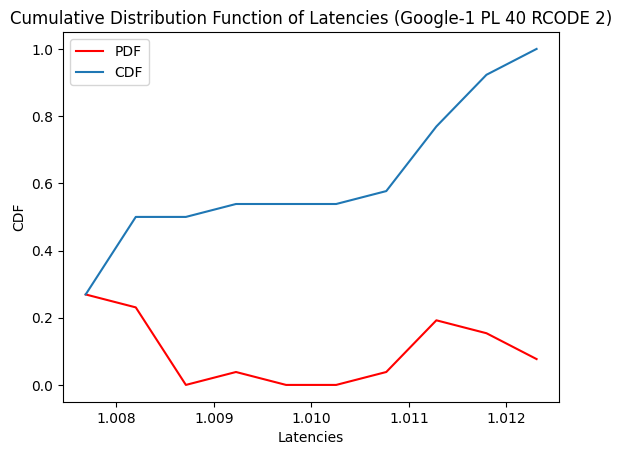 Cumulative Distribution Function of Latencies (Google-1 PL 40 RCODE 2)
PDF
CDF
1.0
0.8
0.6
0.4
0.2
0.0
CDF
1.008
1.009
1.010
1.011
1.012
Latencies